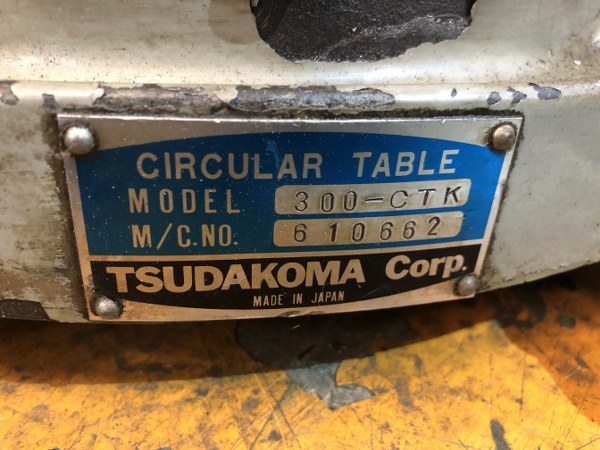 CIRCULAR TABLE
MODEL 300-CTK
M/C.NO. 610662
TSUDAKOMA Corp.
MADE IN JAPAN